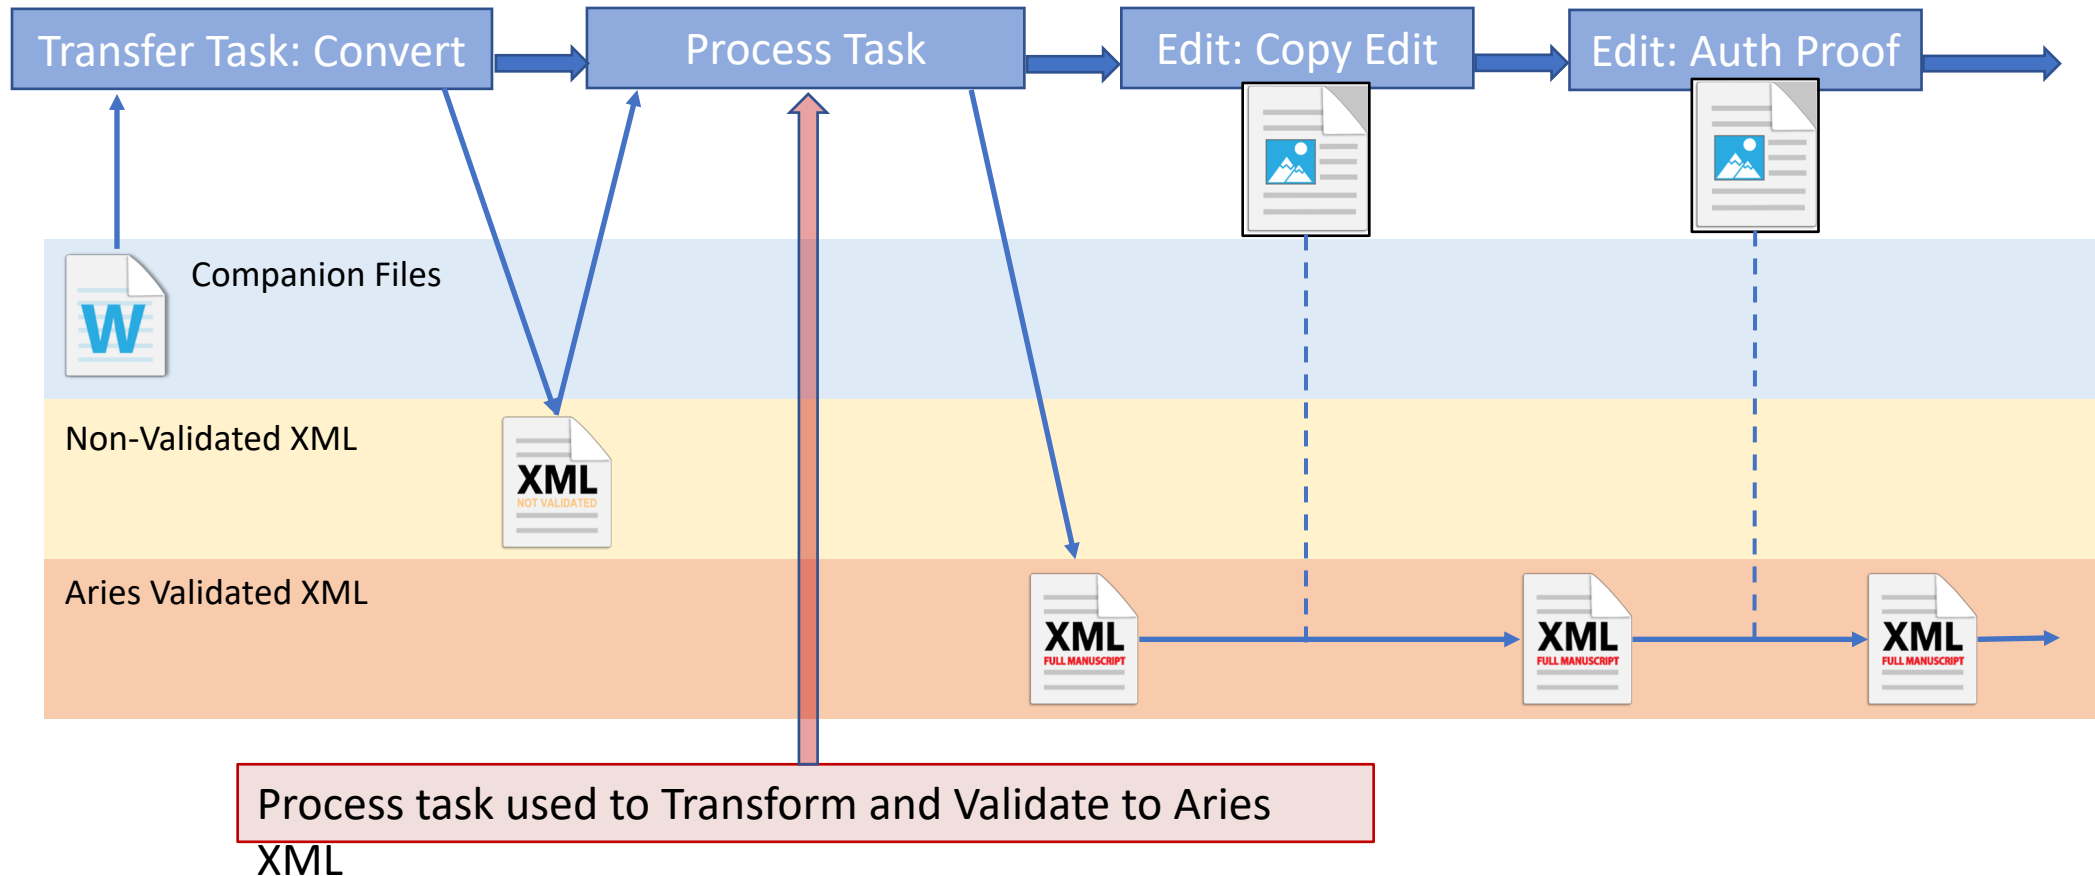 Transfer Task: Convert
Process Task
Edit: Copy Edit
Edit: Auth Proof
Companion Files
W
Non-Validated XML
XML
NOT VALIDATED
Aries Validated XML
XML
FULL MANUSCRIPT
XML
FULL MANUSCRIPT
XML
FULL MANUSCRIPT
Process task used to Transform and Validate to Aries
XML